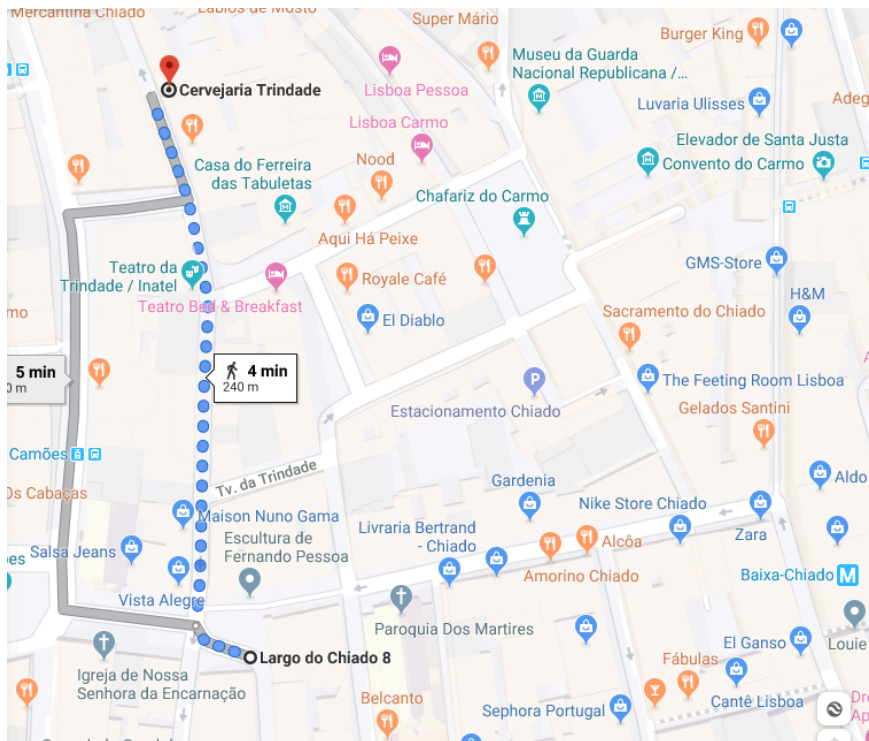 Mercantina Chiado
Lábios de Mosto
Super Mário
Burger King
Museu da Guarda
Nacional Republicana /...
Lisboa Pessoa
Cervejaria Trindade
Luvaria Ulisses
Lisboa Carmo
Elevador de Santa Justa
Convento do Carmo
Nood
Casa do Ferreira
das Tabuletas
Chafariz do Carmo
Aqui Há Peixe
Teatro da
Trindade / Inatel
Royale Café
GMS-Store
Teatro Bed & Breakfast
H&M
El Diablo
Sacramento do Chiado
5 min
0 m
4 min
240 m
The Feeting Room Lisboa
P
Estacionamento Chiado
Gelados Santini
Camões
Tv. da Trindade
Gardenia
Aldo
Os Cabaças
Nike Store Chiado
Maison Nuno Gama
Livraria Bertrand
- Chiado
Zara
Escultura de
Fernando Pessoa
Salsa Jeans
Alcôa
Amorino Chiado
Baixa-Chiado M
Vista Alegre
Paroquia Dos Martires
Largo do Chiado 8
El Ganso
Louie
Igreja de Nossa
Senhora da Encarnação
Fábulas
Belcanto
Cantê Lisboa
Sephora Portugal